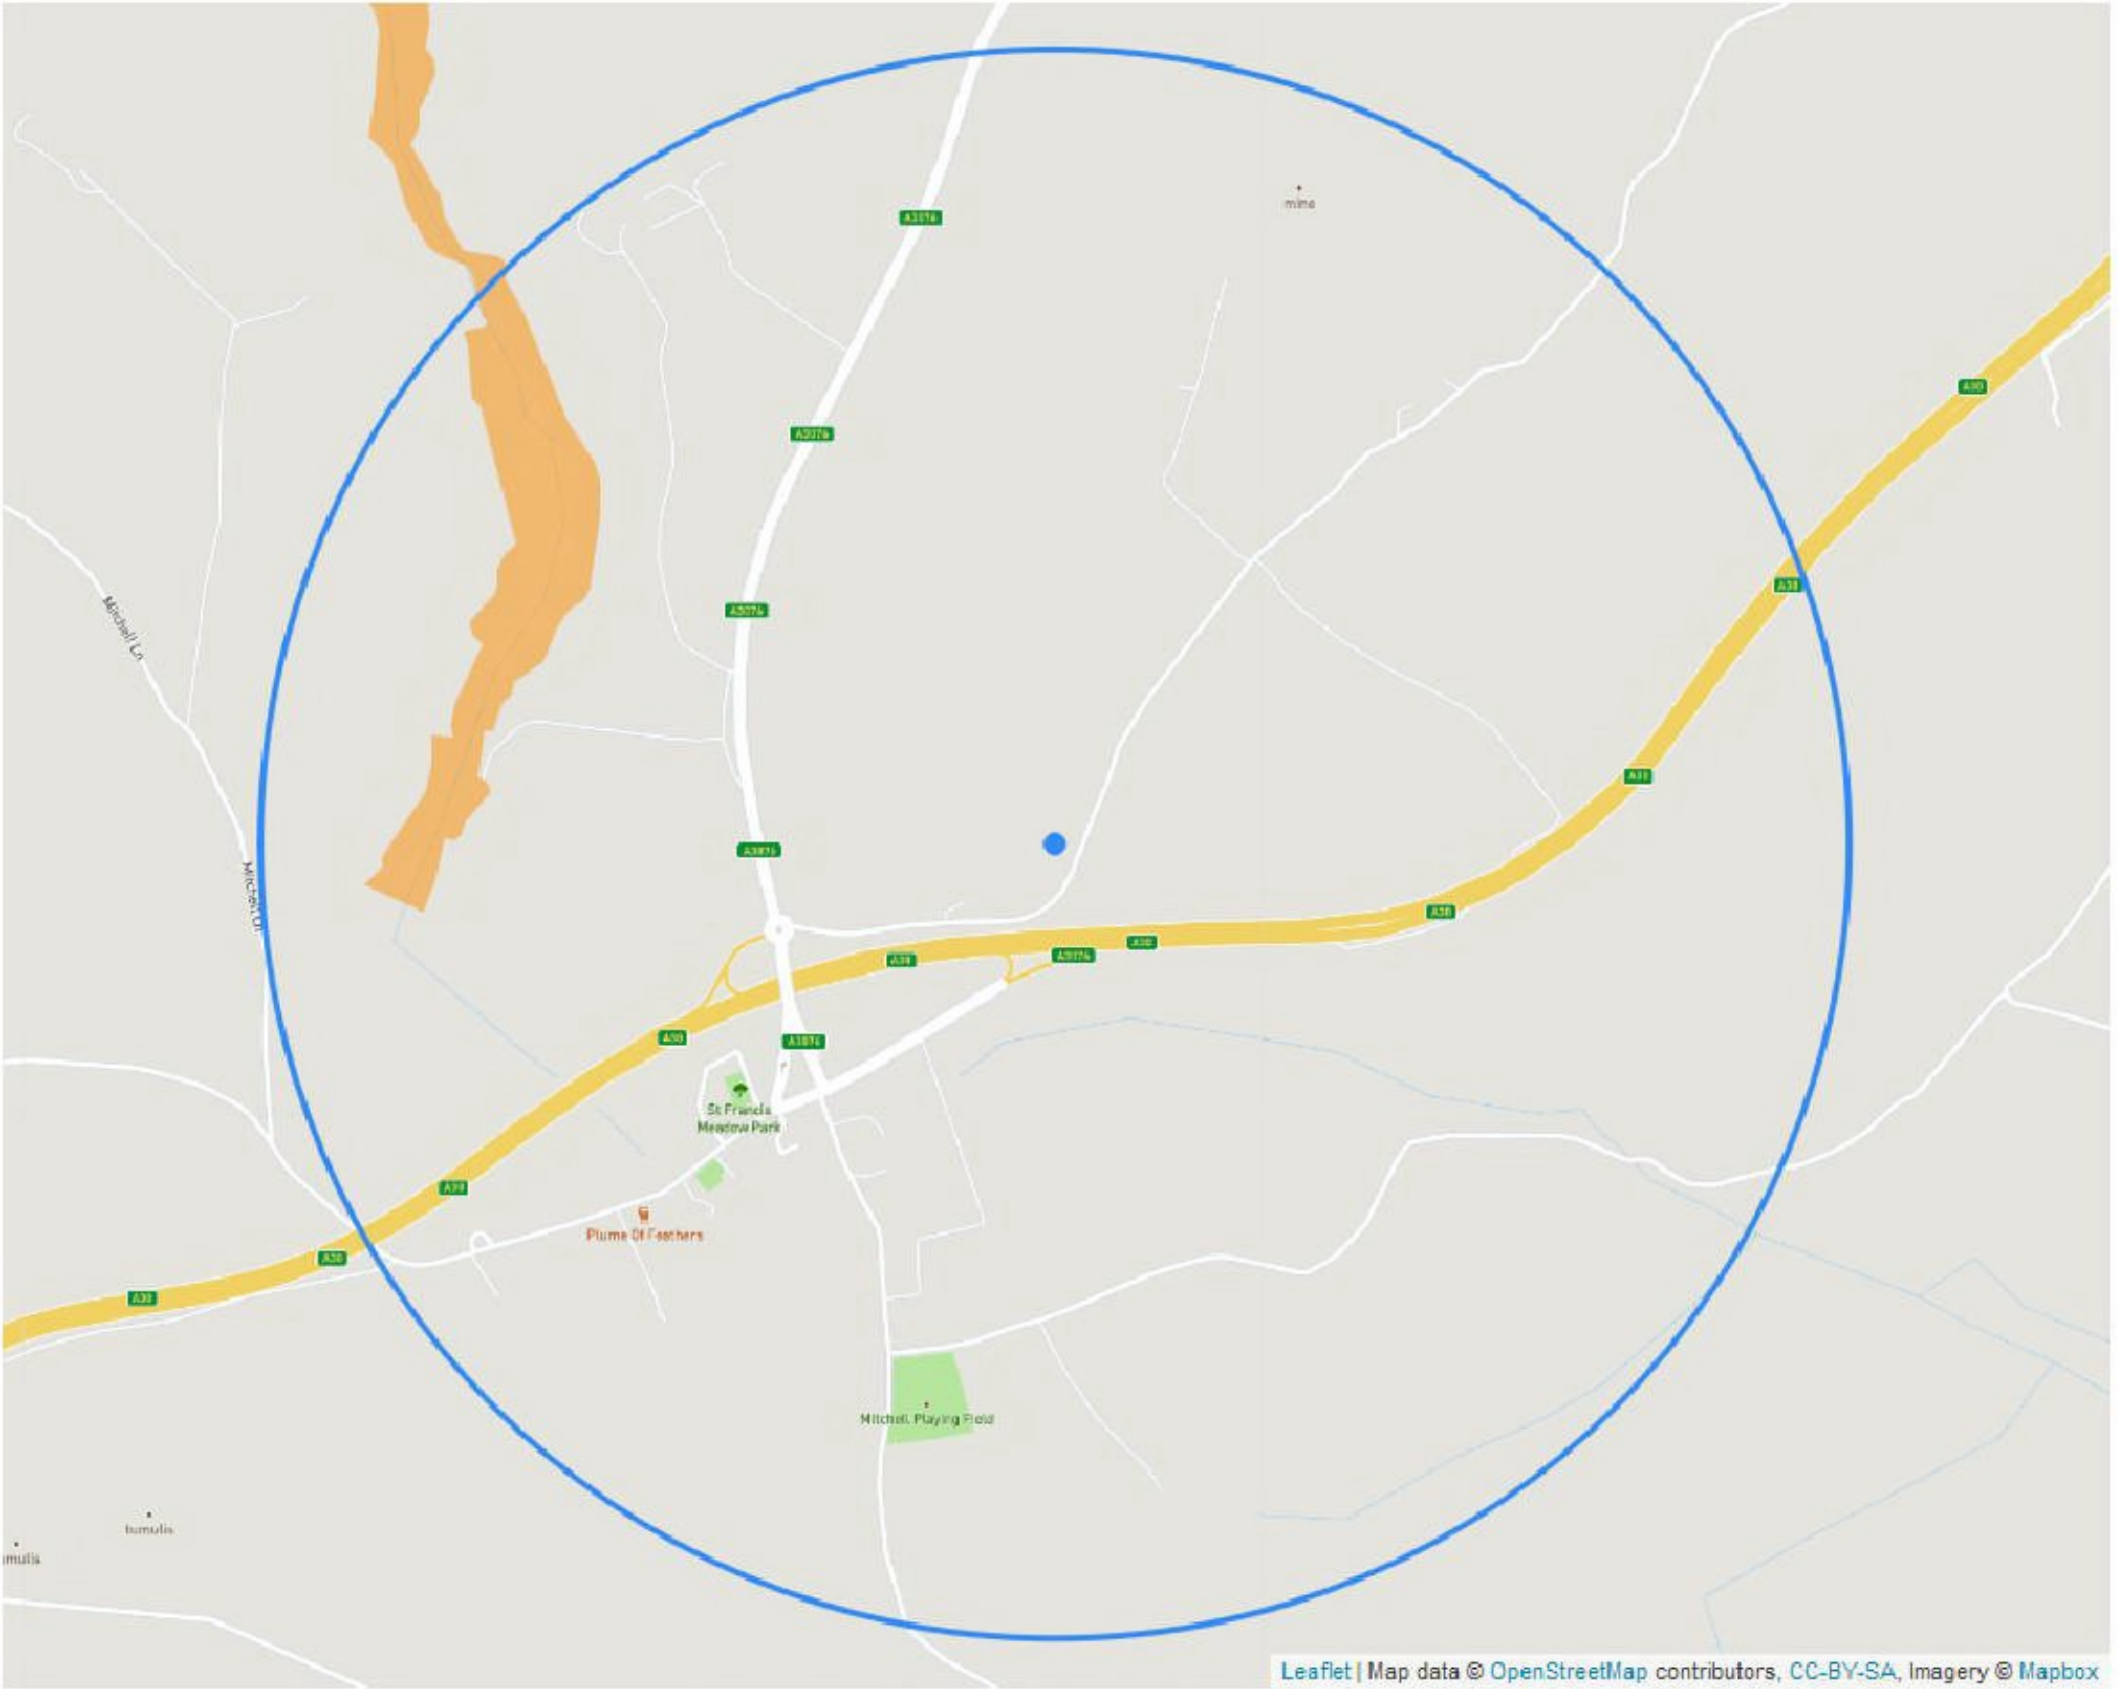 mine
A3076
A30
A3076
A30
A3076
Mitchell Ln
A30
A3076
Mitchell Ln
A30
A30
A30
A3076
A30
A3076
St Francis
Meadow Park
A30
Plume Of Feathers
A30
A30
Mitchell Playing Field
tumulis
Leaflet | Map data © OpenStreetMap contributors, CC-BY-SA, Imagery © Mapbox